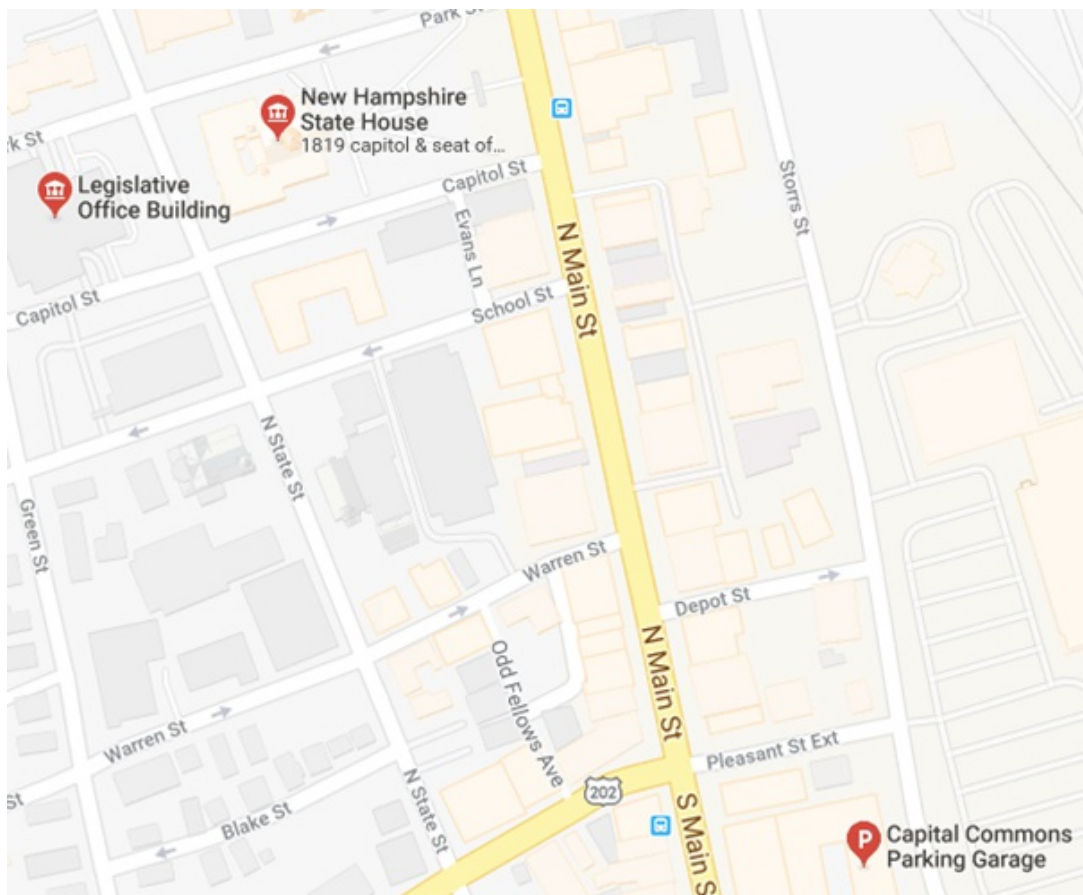 Park St
New Hampshire
State House
1819 capitol & seat of...
rk St
Legislative
Office Building
Capitol St
Evans Ln
Storrs St
N Main St
Capitol St
School St
N State St
Green St
Warren St
Depot St
Odd Fellows Ave
N Main St
Warren St
Pleasant St Ext
N State St
202
St
Blake St
S Main S
P
Capital Commons
Parking Garage